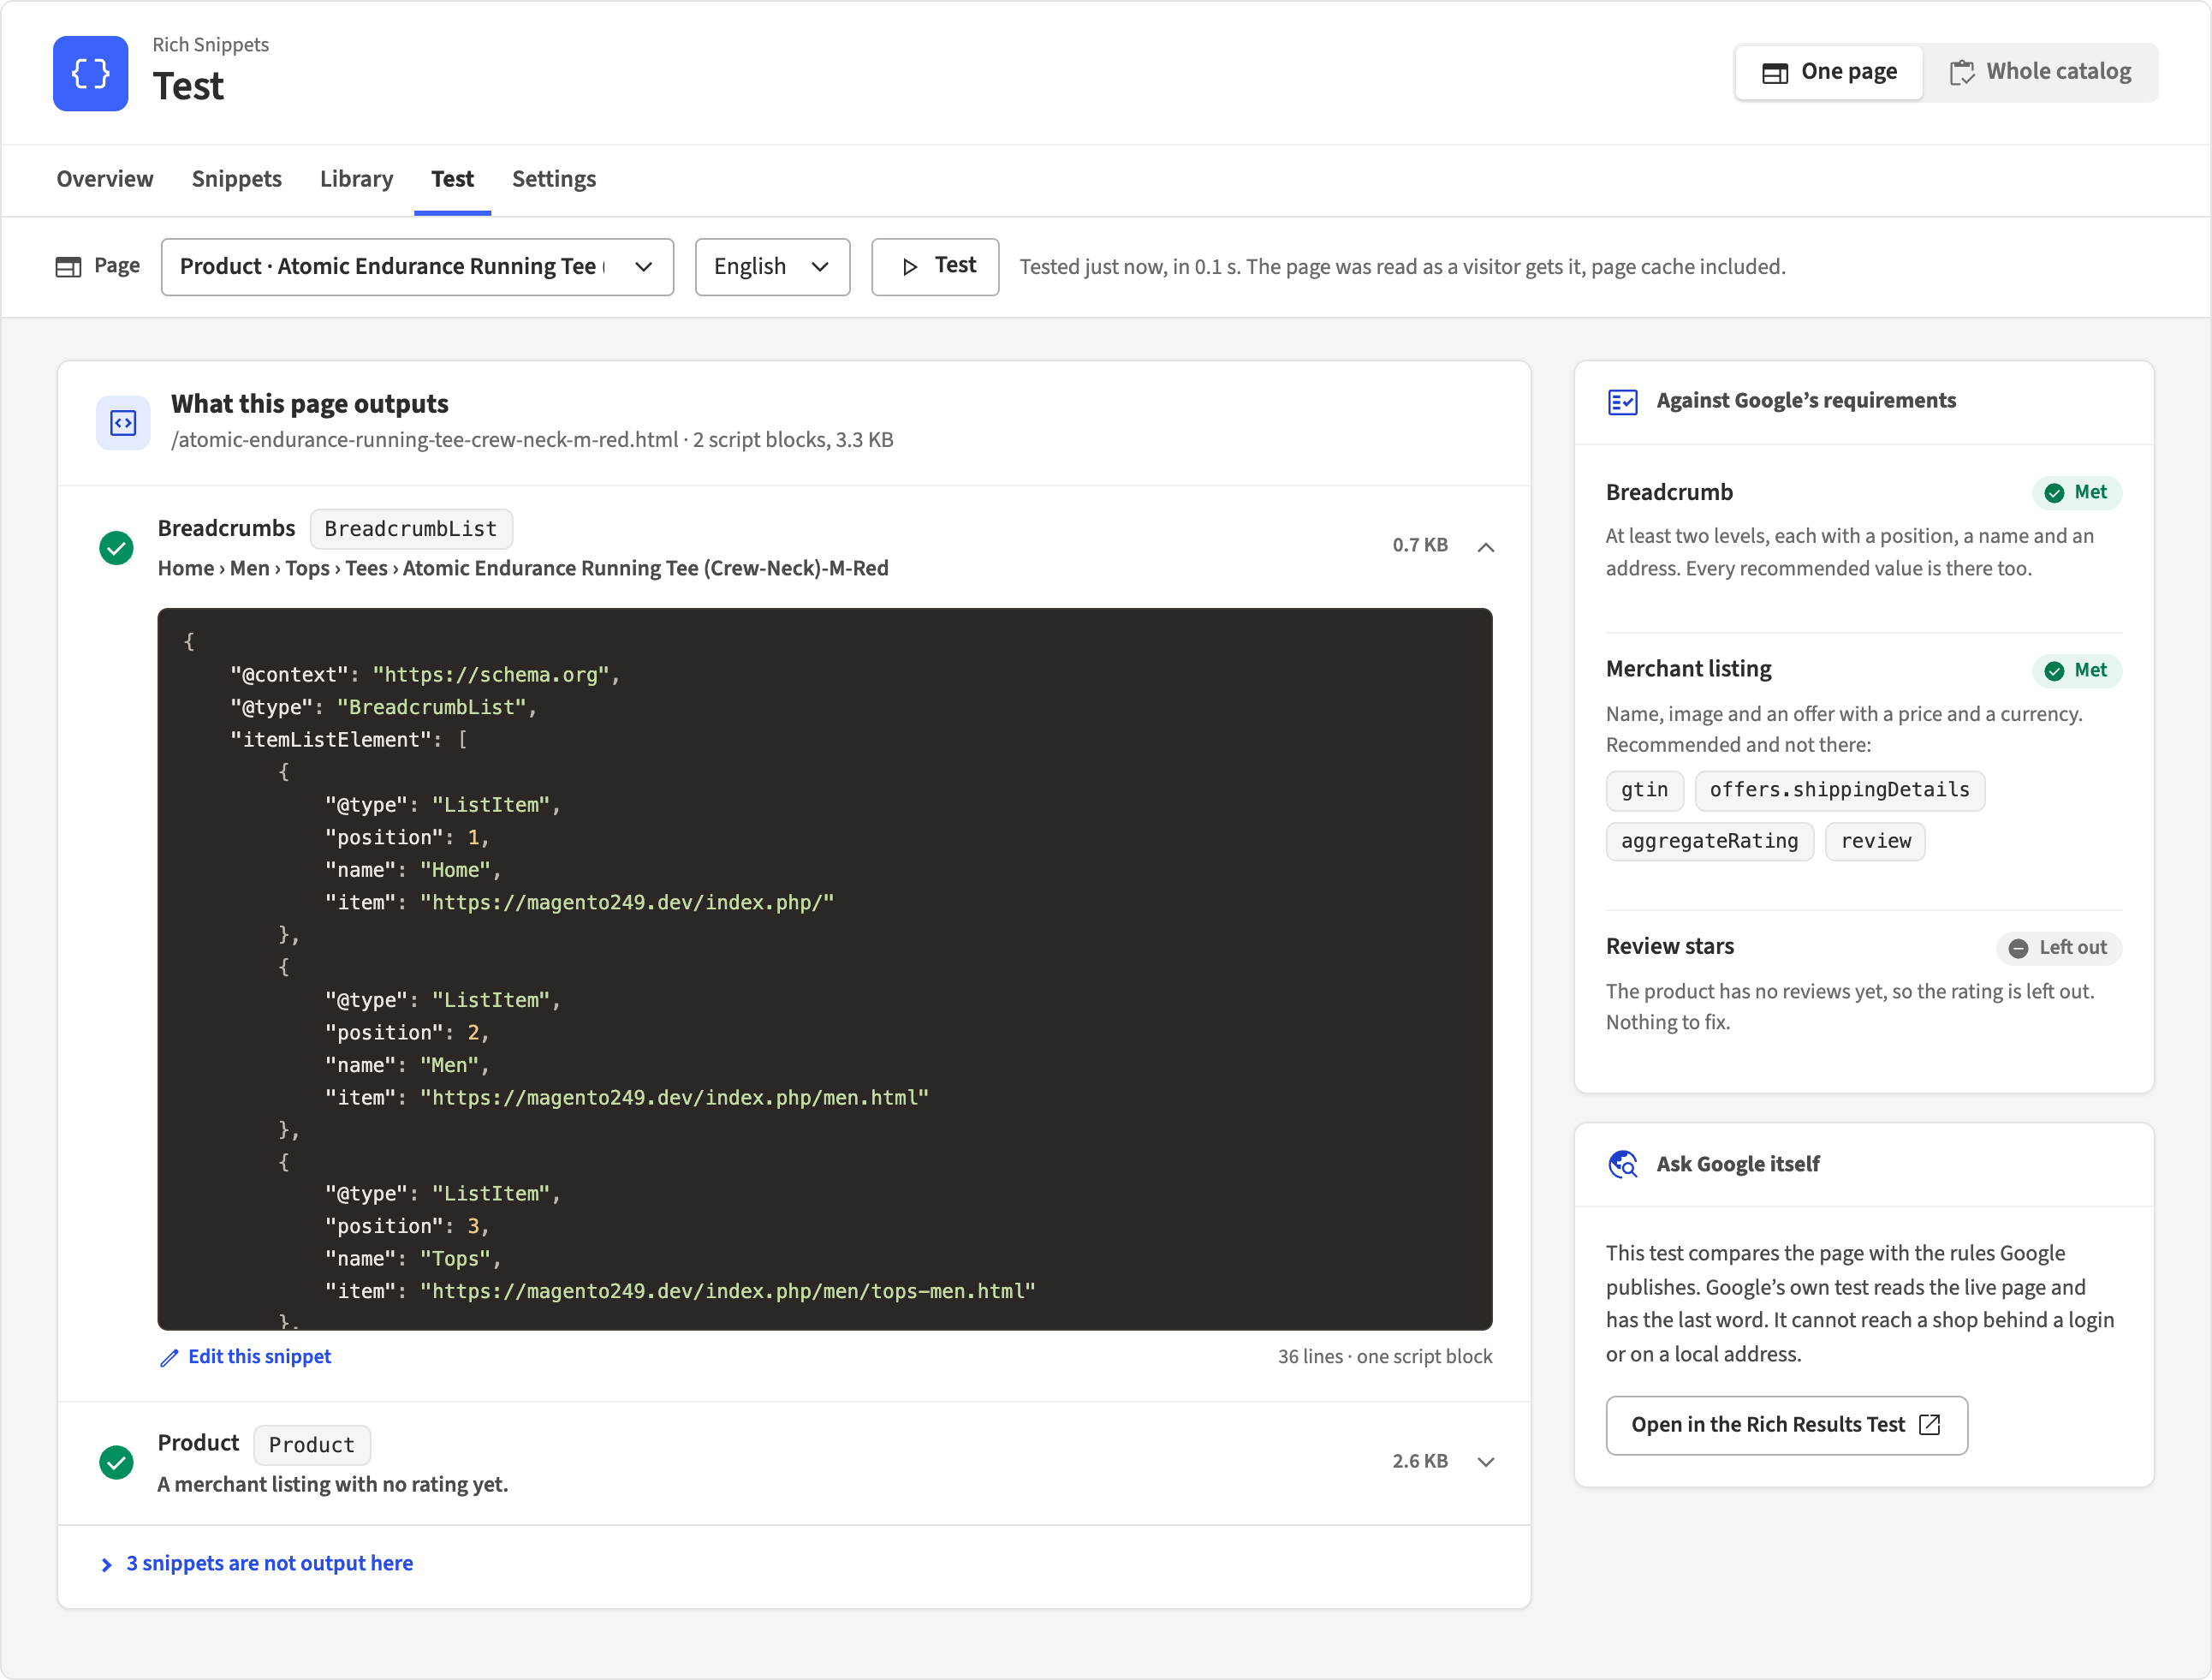 { }
Rich Snippets
Test
One page
Whole catalog
Overview
Snippets
Library
Test
Settings
Page
Product · Atomic Endurance Running Tee (
English
Test
Tested just now, in 0.1 s. The page was read as a visitor gets it, page cache included.
What this page outputs
/atomic-endurance-running-tee-crew-neck-m-red.html · 2 script blocks, 3.3 KB
Breadcrumbs BreadcrumbList
0.7 KB
Home › Men › Tops › Tees › Atomic Endurance Running Tee (Crew-Neck)-M-Red
{
    "@context": "https://schema.org",
    "@type": "BreadcrumbList",
    "itemListElement": [
        {
            "@type": "ListItem",
            "position": 1,
            "name": "Home",
            "item": "https://magento249.dev/index.php/"
        },
        {
            "@type": "ListItem",
            "position": 2,
            "name": "Men",
            "item": "https://magento249.dev/index.php/men.html"
        },
        {
            "@type": "ListItem",
            "position": 3,
            "name": "Tops",
            "item": "https://magento249.dev/index.php/men/tops-men.html"
        },
Edit this snippet
36 lines · one script block
Product Product
2.6 KB
A merchant listing with no rating yet.
3 snippets are not output here
Against Google’s requirements
Breadcrumb
Met
At least two levels, each with a position, a name and an
address. Every recommended value is there too.
Merchant listing
Met
Name, image and an offer with a price and a currency.
Recommended and not there:
gtin offers.shippingDetails
aggregateRating review
Review stars
Left out
The product has no reviews yet, so the rating is left out.
Nothing to fix.
Ask Google itself
This test compares the page with the rules Google
publishes. Google’s own test reads the live page and
has the last word. It cannot reach a shop behind a login
or on a local address.
Open in the Rich Results Test